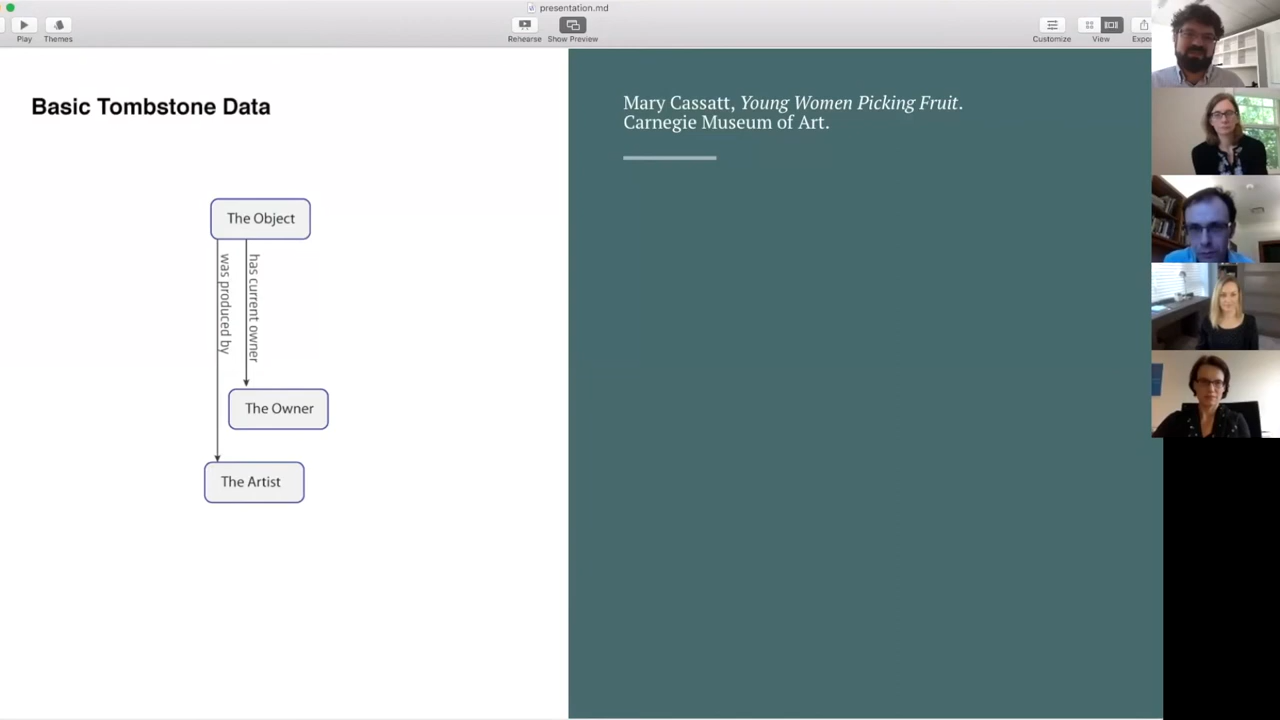 presentation.md
Play
Themes
Rehearse
Show Preview
Customize
View
Basic Tombstone Data
The Object
was produced by
has current owner
The Owner
The Artist
Mary Cassatt, Young Women Picking Fruit.
Carnegie Museum of Art.